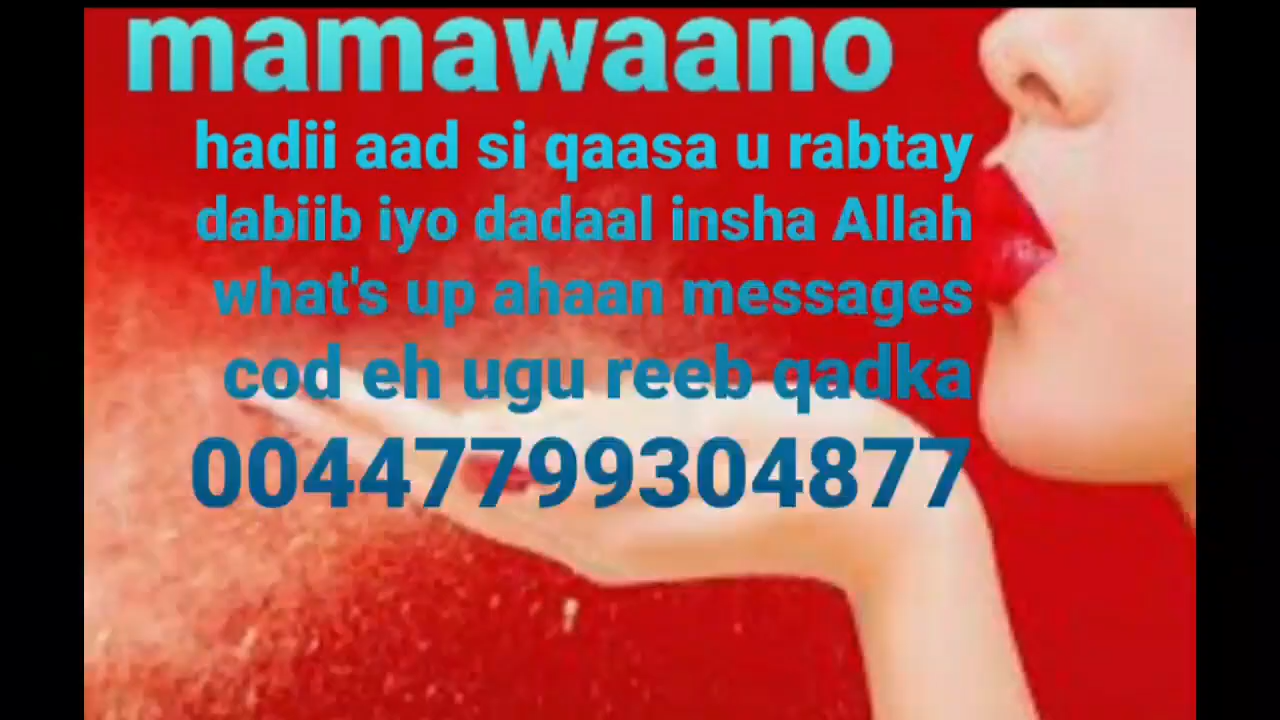 mamawaano
hadii aad si qaasa u rabtay
dabiib iyo dadaal insha Allah
what's up ahaan messages
cod eh ugu reeb qadka
00447799304877